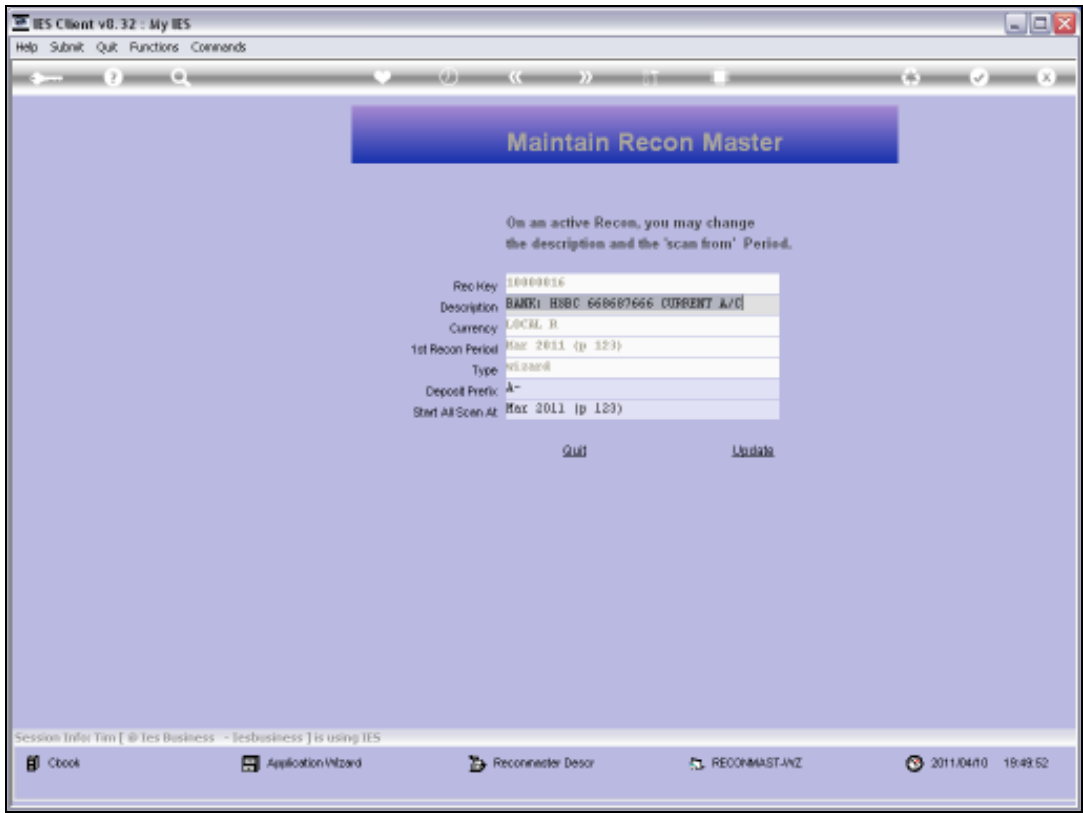 IES Client v8.32 : My IES
Help Submit Quit Functions Commands
Maintain Recon Master
On an active Recon, you may change
the description and the 'scan from' Period.
Rec Key 10000016
Description BANK: HSBC 668687666 CURRENT A/C
Currency LOCAL R
1st Recon Period Mar 2011 (p 123)
Type wizard
Deposit Prefix A-
Start All Scan At Mar 2011 (p 123)
Quit Update
Session Info: Tim [ @ Ies Business - Iesbusiness ] is using IES
Cbook Application Wizard Reconmaster Descr RECONMAST-WIZ 2011/04/10 19:49:52